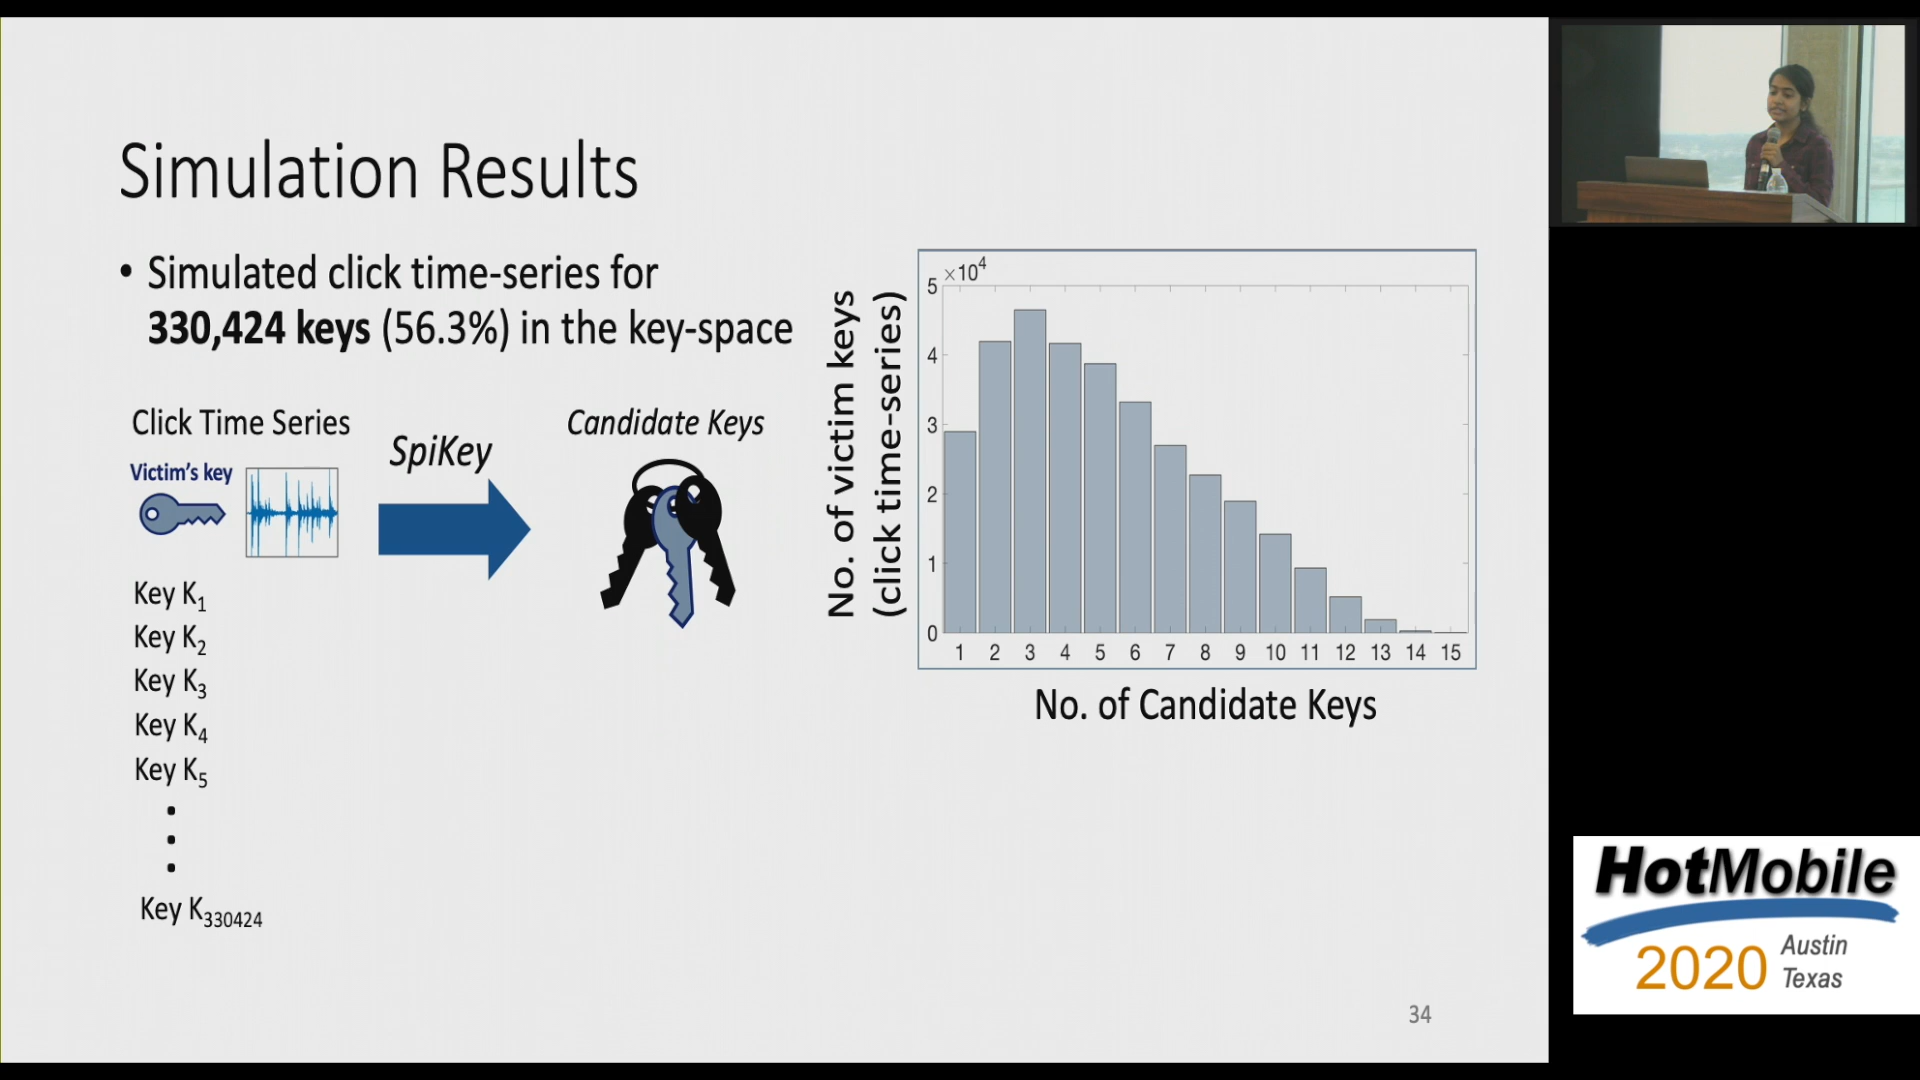 Simulation Results
• Simulated click time-series for
330,424 keys (56.3%) in the key-space
Click Time Series
SpiKey
Candidate Keys
Victim's key
Key K1
Key K2
Key K3
Key K4
Key K5
Key K330424
No. of victim keys
(click time-series)
×10^4
5
4
3
2
1
0
1 2 3 4 5 6 7 8 9 10 11 12 13 14 15
No. of Candidate Keys
34
HotMobile
2020 Austin
Texas